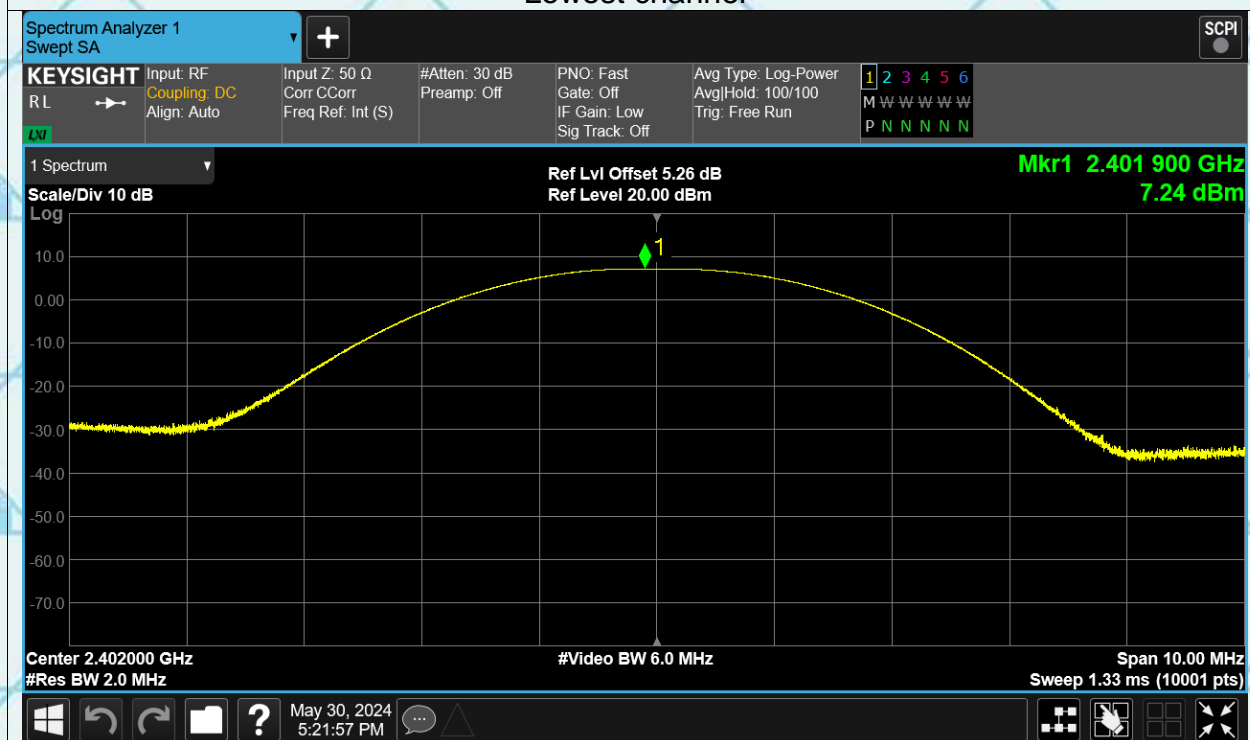 Lowest channel
Spectrum Analyzer 1
Swept SA
+
SCPI
KEYSIGHT
R L
LXI
Input: RF
Coupling: DC
Align: Auto
Input Z: 50 Ω
Corr CCorr
Freq Ref: Int (S)
#Atten: 30 dB
Preamp: Off
PNO: Fast
Gate: Off
IF Gain: Low
Sig Track: Off
Avg Type: Log-Power
Avg|Hold: 100/100
Trig: Free Run
1 2 3 4 5 6
M W W W W W
P N N N N N
1 Spectrum
Scale/Div 10 dB
Ref Lvl Offset 5.26 dB
Ref Level 20.00 dBm
Mkr1 2.401 900 GHz
7.24 dBm
Log
1
10.0
0.00
-10.0
-20.0
-30.0
-40.0
-50.0
-60.0
-70.0
Center 2.402000 GHz
#Video BW 6.0 MHz
Span 10.00 MHz
#Res BW 2.0 MHz
Sweep 1.33 ms (10001 pts)
?
May 30, 2024
5:21:57 PM